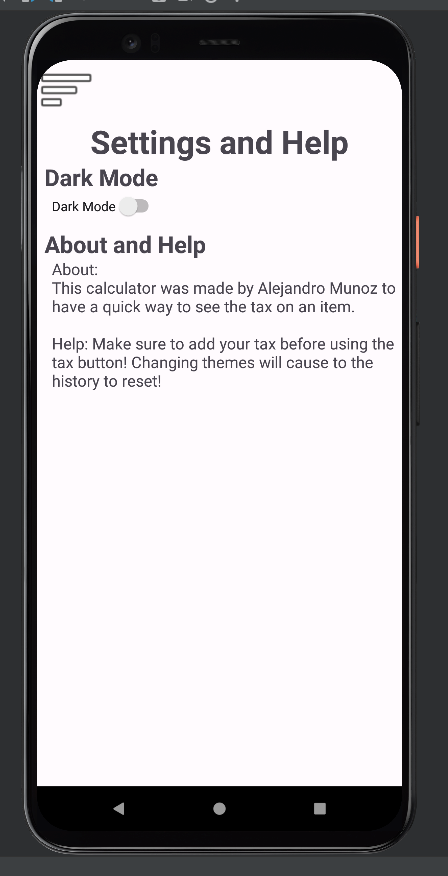 Settings and Help
Dark Mode
Dark Mode
About and Help
About:
This calculator was made by Alejandro Munoz to
have a quick way to see the tax on an item.
Help: Make sure to add your tax before using the
tax button! Changing themes will cause to the
history to reset!